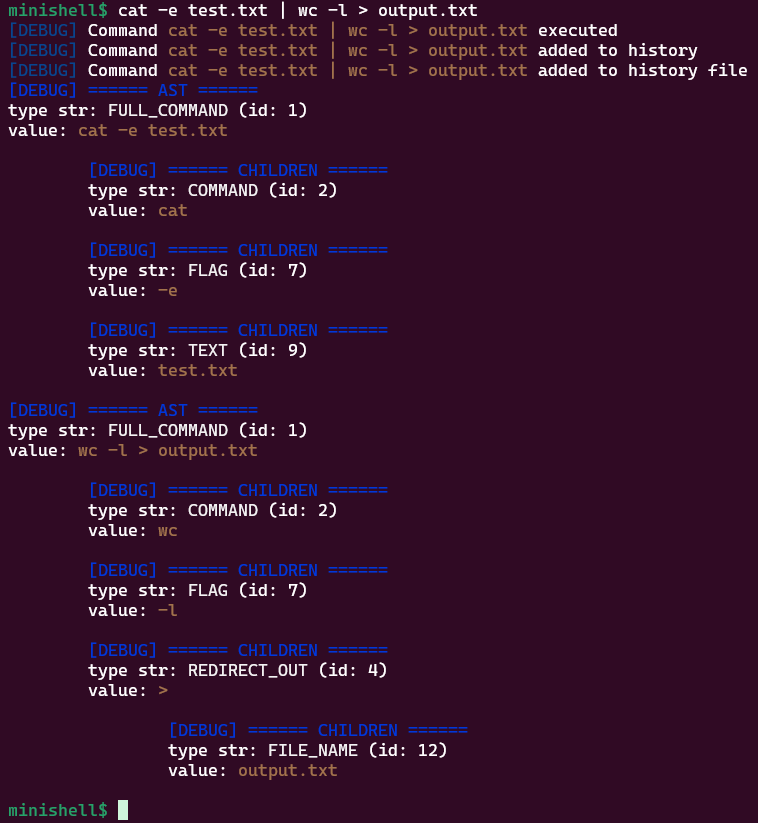 minishell$ cat -e test.txt | wc -l > output.txt
[DEBUG] Command cat -e test.txt | wc -l > output.txt executed
[DEBUG] Command cat -e test.txt | wc -l > output.txt added to history
[DEBUG] Command cat -e test.txt | wc -l > output.txt added to history file
[DEBUG] ====== AST ======
type str: FULL_COMMAND (id: 1)
value: cat -e test.txt
[DEBUG] ====== CHILDREN ======
type str: COMMAND (id: 2)
value: cat
[DEBUG] ====== CHILDREN ======
type str: FLAG (id: 7)
value: -e
[DEBUG] ====== CHILDREN ======
type str: TEXT (id: 9)
value: test.txt
[DEBUG] ====== AST ======
type str: FULL_COMMAND (id: 1)
value: wc -l > output.txt
[DEBUG] ====== CHILDREN ======
type str: COMMAND (id: 2)
value: wc
[DEBUG] ====== CHILDREN ======
type str: FLAG (id: 7)
value: -l
[DEBUG] ====== CHILDREN ======
type str: REDIRECT_OUT (id: 4)
value: >
[DEBUG] ====== CHILDREN ======
type str: FILE_NAME (id: 12)
value: output.txt
minishell$